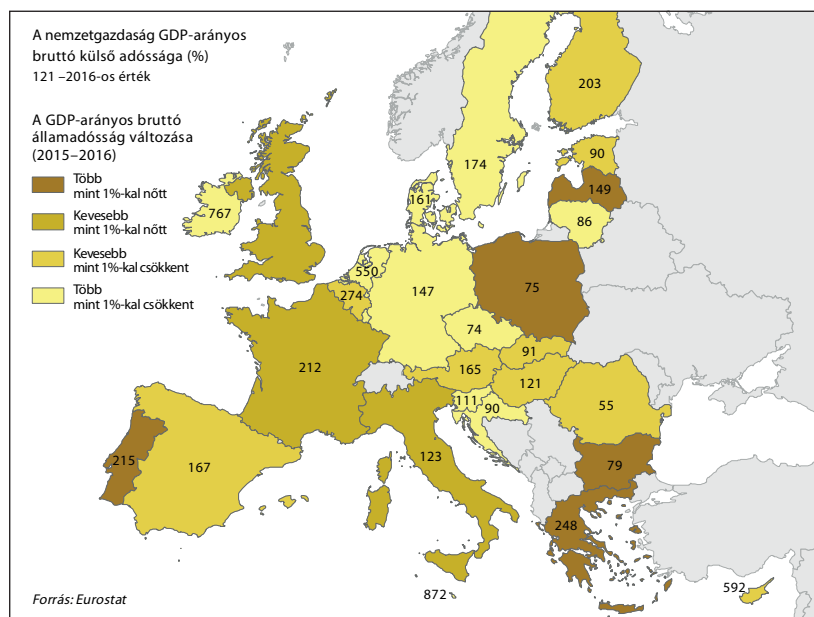 A nemzetgazdaság GDP-arányos
bruttó külső adóssága (%)
121 –2016-os érték
A GDP-arányos bruttó
államadósság változása
(2015–2016)
Több
mint 1%-kal nőtt
Kevesebb
mint 1%-kal nőtt
Kevesebb
mint 1%-kal csökkent
Több
mint 1%-kal csökkent
203
174
90
149
161
86
767
550
274
147
75
74
91
212
165
121
111
90
55
123
79
215
167
248
872
592
Forrás: Eurostat